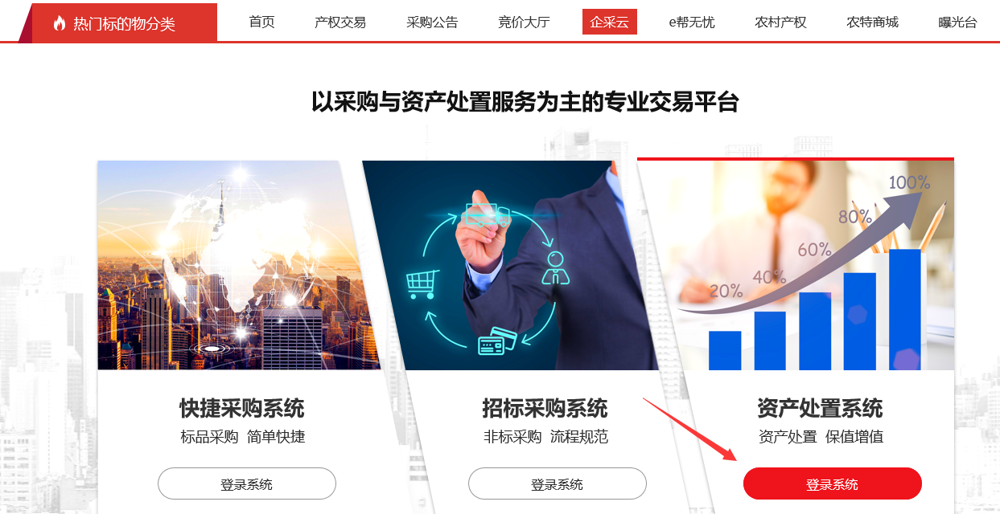 热门标的物分类
首页 产权交易 采购公告 竞价大厅 企采云 e帮无忧 农村产权 农特商城 曝光台
以采购与资产处置服务为主的专业交易平台
20% 40% 60% 80% 100%
快捷采购系统
标品采购 简单快捷
登录系统
招标采购系统
非标采购 流程规范
登录系统
资产处置系统
资产处置 保值增值
登录系统